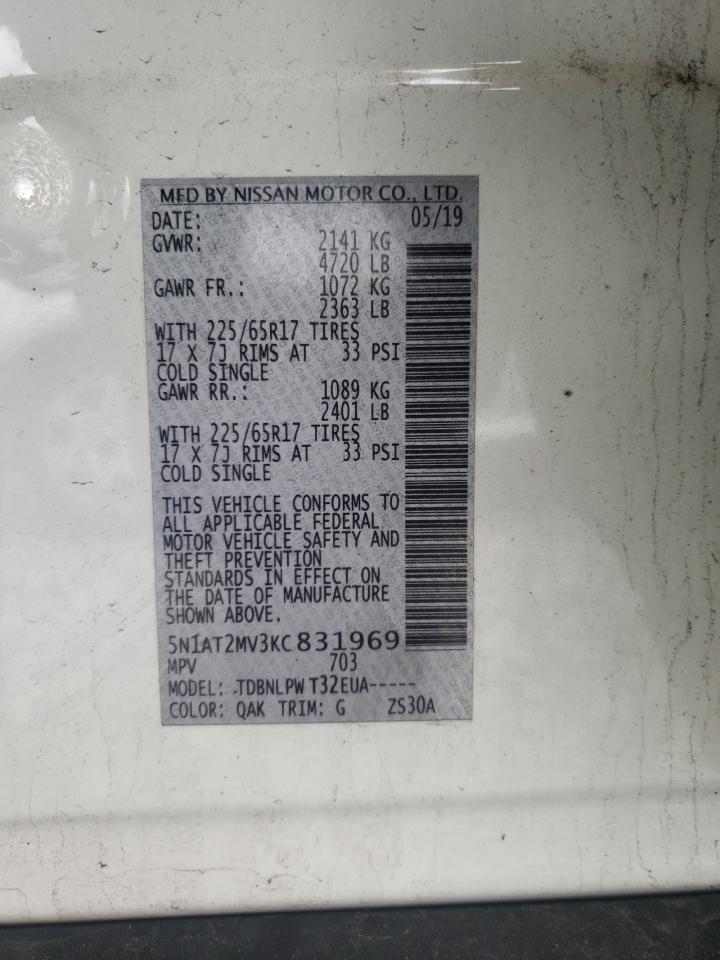 MFD BY NISSAN MOTOR CO., LTD.
DATE: 05/19
GVWR: 2141 KG
4720 LB
GAWR FR.: 1072 KG
2363 LB
WITH 225/65R17 TIRES
17 X 7J RIMS AT 33 PSI
COLD SINGLE
GAWR RR.: 1089 KG
2401 LB
WITH 225/65R17 TIRES
17 X 7J RIMS AT 33 PSI
COLD SINGLE
THIS VEHICLE CONFORMS TO
ALL APPLICABLE FEDERAL
MOTOR VEHICLE SAFETY AND
THEFT PREVENTION
STANDARDS IN EFFECT ON
THE DATE OF MANUFACTURE
SHOWN ABOVE.
5N1AT2MV3KC831969
MPV 703
MODEL: TDBNLPWT32EUA-----
COLOR: QAK TRIM: G ZS30A